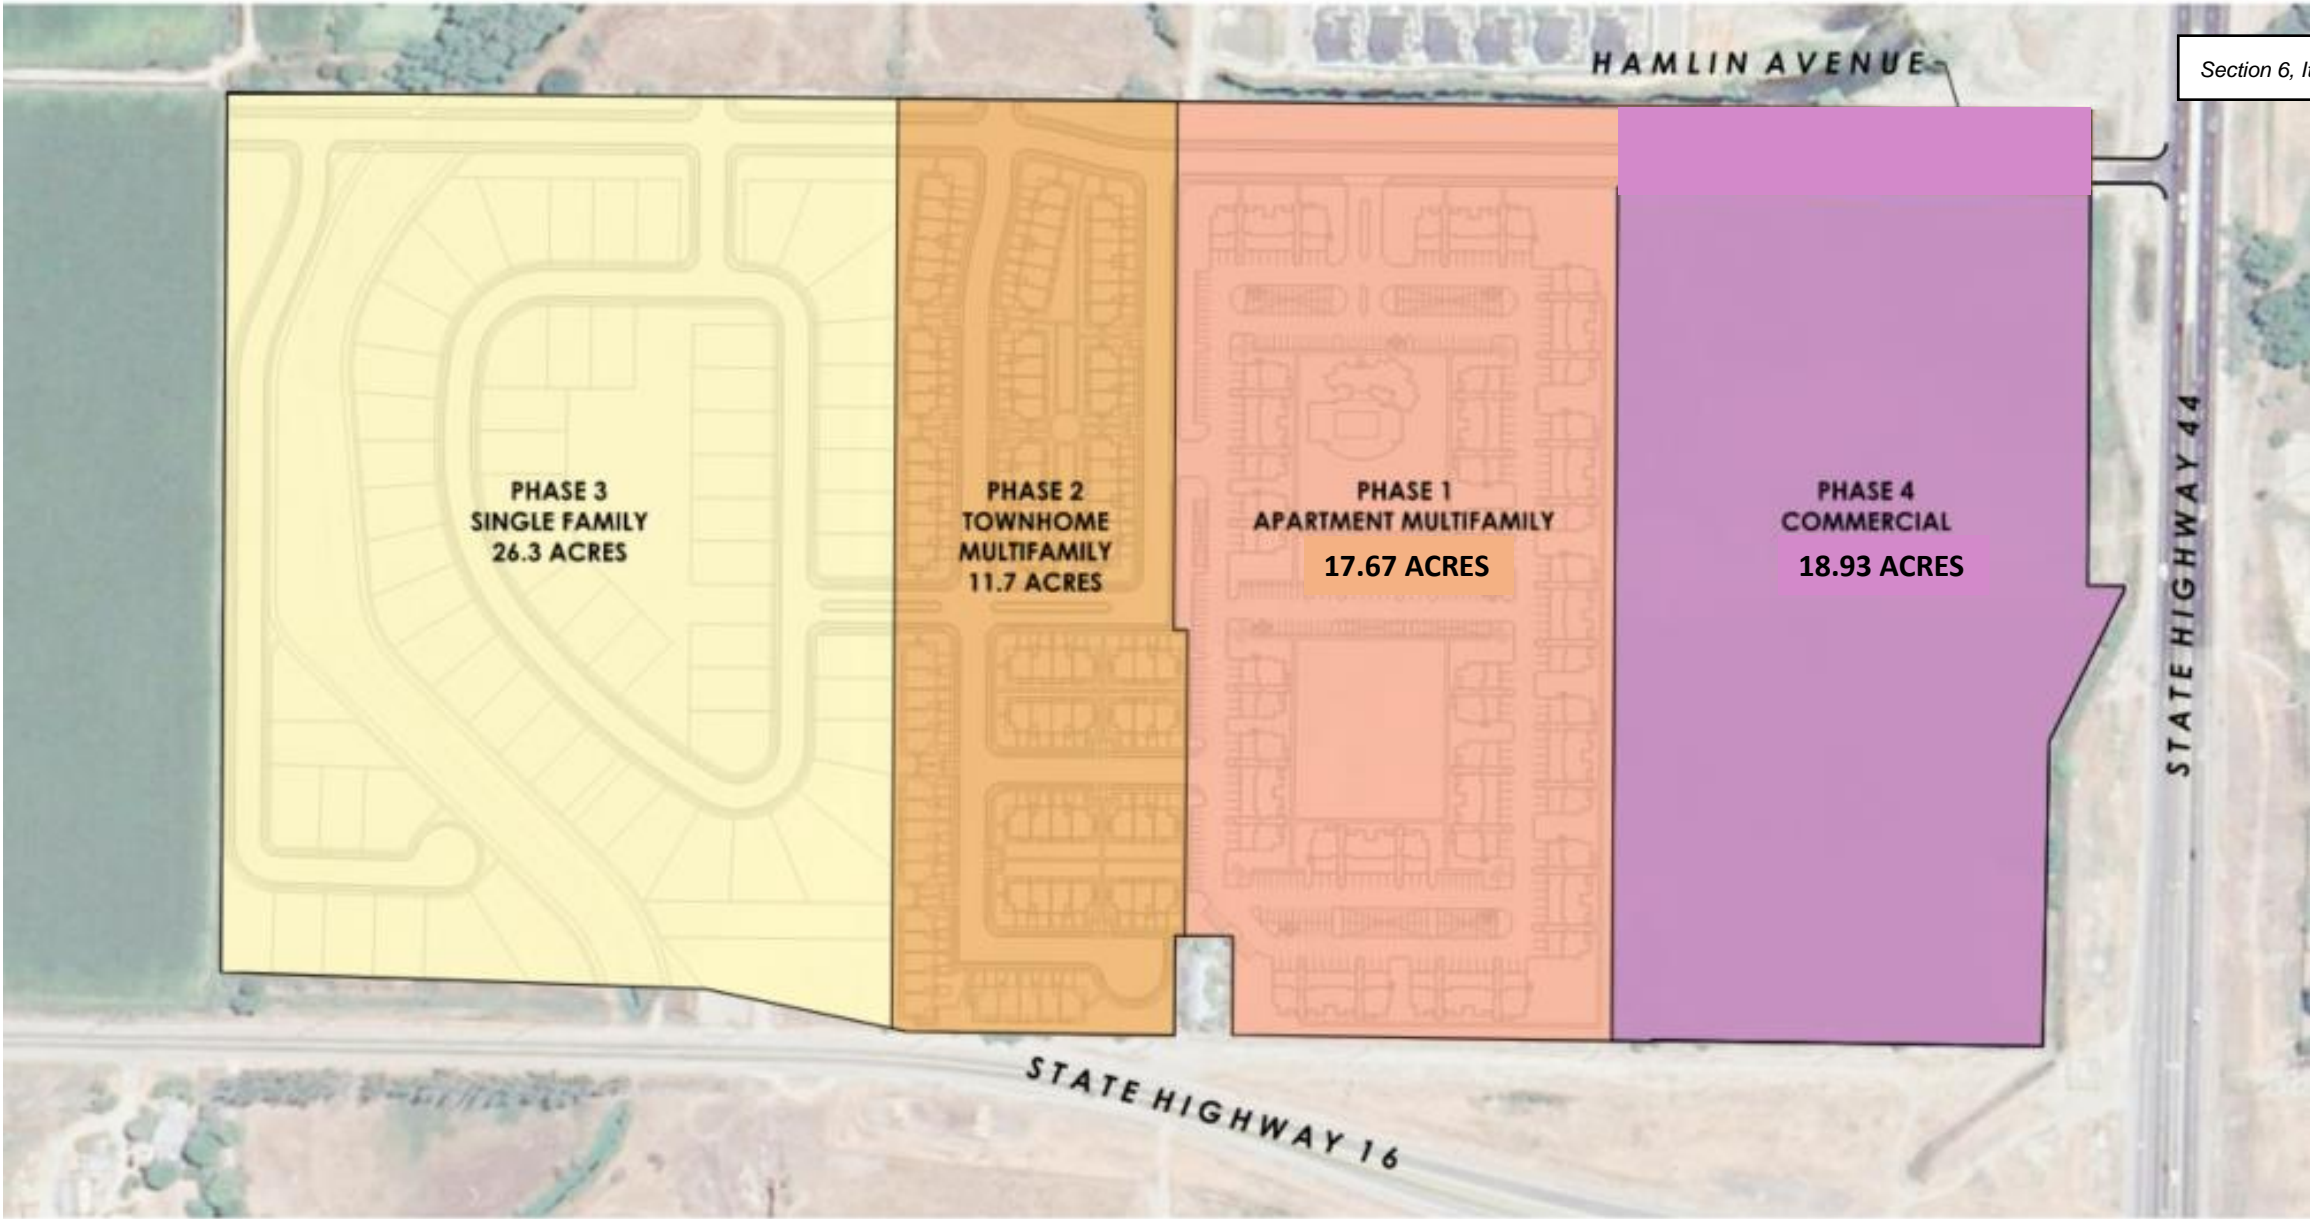 HAMLIN AVENUE
Section 6, It
PHASE 3
SINGLE FAMILY
26.3 ACRES
PHASE 2
TOWNHOME
MULTIFAMILY
11.7 ACRES
PHASE 1
APARTMENT MULTIFAMILY
17.67 ACRES
PHASE 4
COMMERCIAL
18.93 ACRES
STATE HIGHWAY 44
STATE HIGHWAY 16